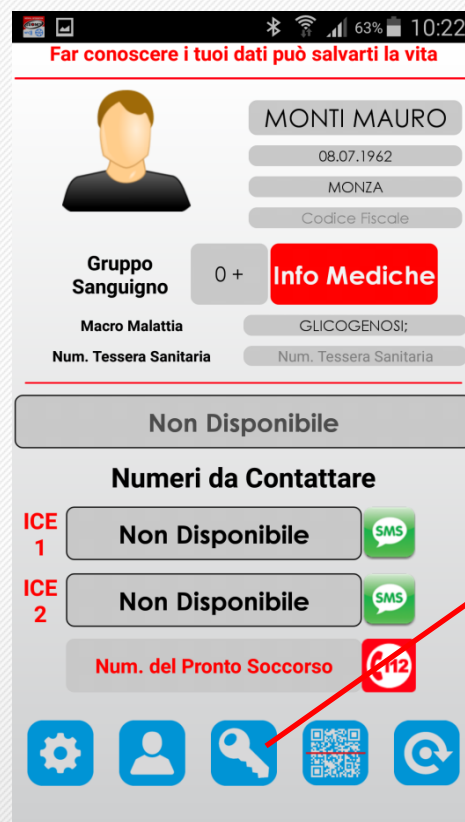 63% 10:22
Far conoscere i tuoi dati può salvarti la vita
MONTI MAURO
08.07.1962
MONZA
Codice Fiscale
Gruppo
Sanguigno
0 +
Info Mediche
Macro Malattia
GLICOGENOSI;
Num. Tessera Sanitaria
Num. Tessera Sanitaria
Non Disponibile
Numeri da Contattare
ICE
1
Non Disponibile
SMS
ICE
2
Non Disponibile
SMS
Num. del Pronto Soccorso
112